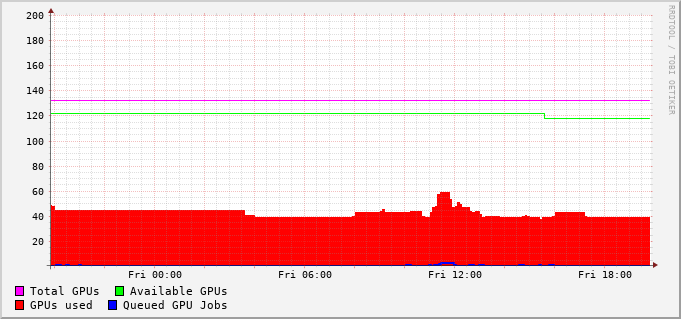 200
180
160
140
120
100
80
60
40
20
Fri 00:00 Fri 06:00 Fri 12:00 Fri 18:00
Total GPUs Available GPUs
GPUs used Queued GPU Jobs
RRDTOOL / TOBI OETIKER